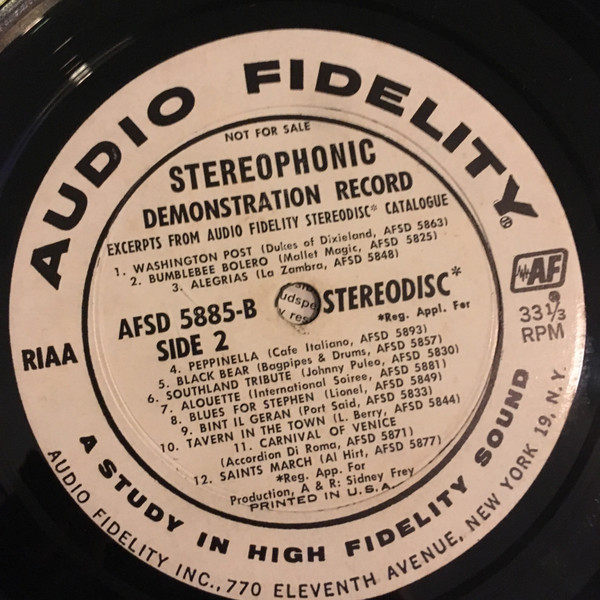 AUDIO FIDELITY
NOT FOR SALE
STEREOPHONIC
DEMONSTRATION RECORD
EXCERPTS FROM AUDIO FIDELITY STEREODISC* CATALOGUE
1. WASHINGTON POST (Dukes of Dixieland, AFSD 5863)
2. BUMBLEBEE BOLERO (Mallet Magic, AFSD 5825)
3. ALEGRIAS (La Zambra, AFSD 5848)
AFSD 5885-B
SIDE 2
STEREODISC*
*Reg. Appl. For
RIAA
AF
33 1/3
RPM
4. PEPPINELLA (Cafe Italiano, AFSD 5893)
5. BLACK BEAR (Bagpipes & Drums, AFSD 5857)
6. SOUTHLAND TRIBUTE (Johnny Puleo, AFSD 5830)
7. ALOUETTE (International Soiree, AFSD 5881)
8. BLUES FOR STEPHEN (Lionel, AFSD 5849)
9. BINT IL GERAN (Port Said, AFSD 5833)
10. TAVERN IN THE TOWN (L. Berry, AFSD 5844)
11. CARNIVAL OF VENICE
(Accordion Di Roma, AFSD 5871)
12. SAINTS MARCH (Al Hirt, AFSD 5877)
*Reg. App. For
Production, A & R: Sidney Frey
PRINTED IN U.S.A.
A STUDY IN HIGH FIDELITY SOUND
AUDIO FIDELITY INC., 770 ELEVENTH AVENUE, NEW YORK 19, N.Y.